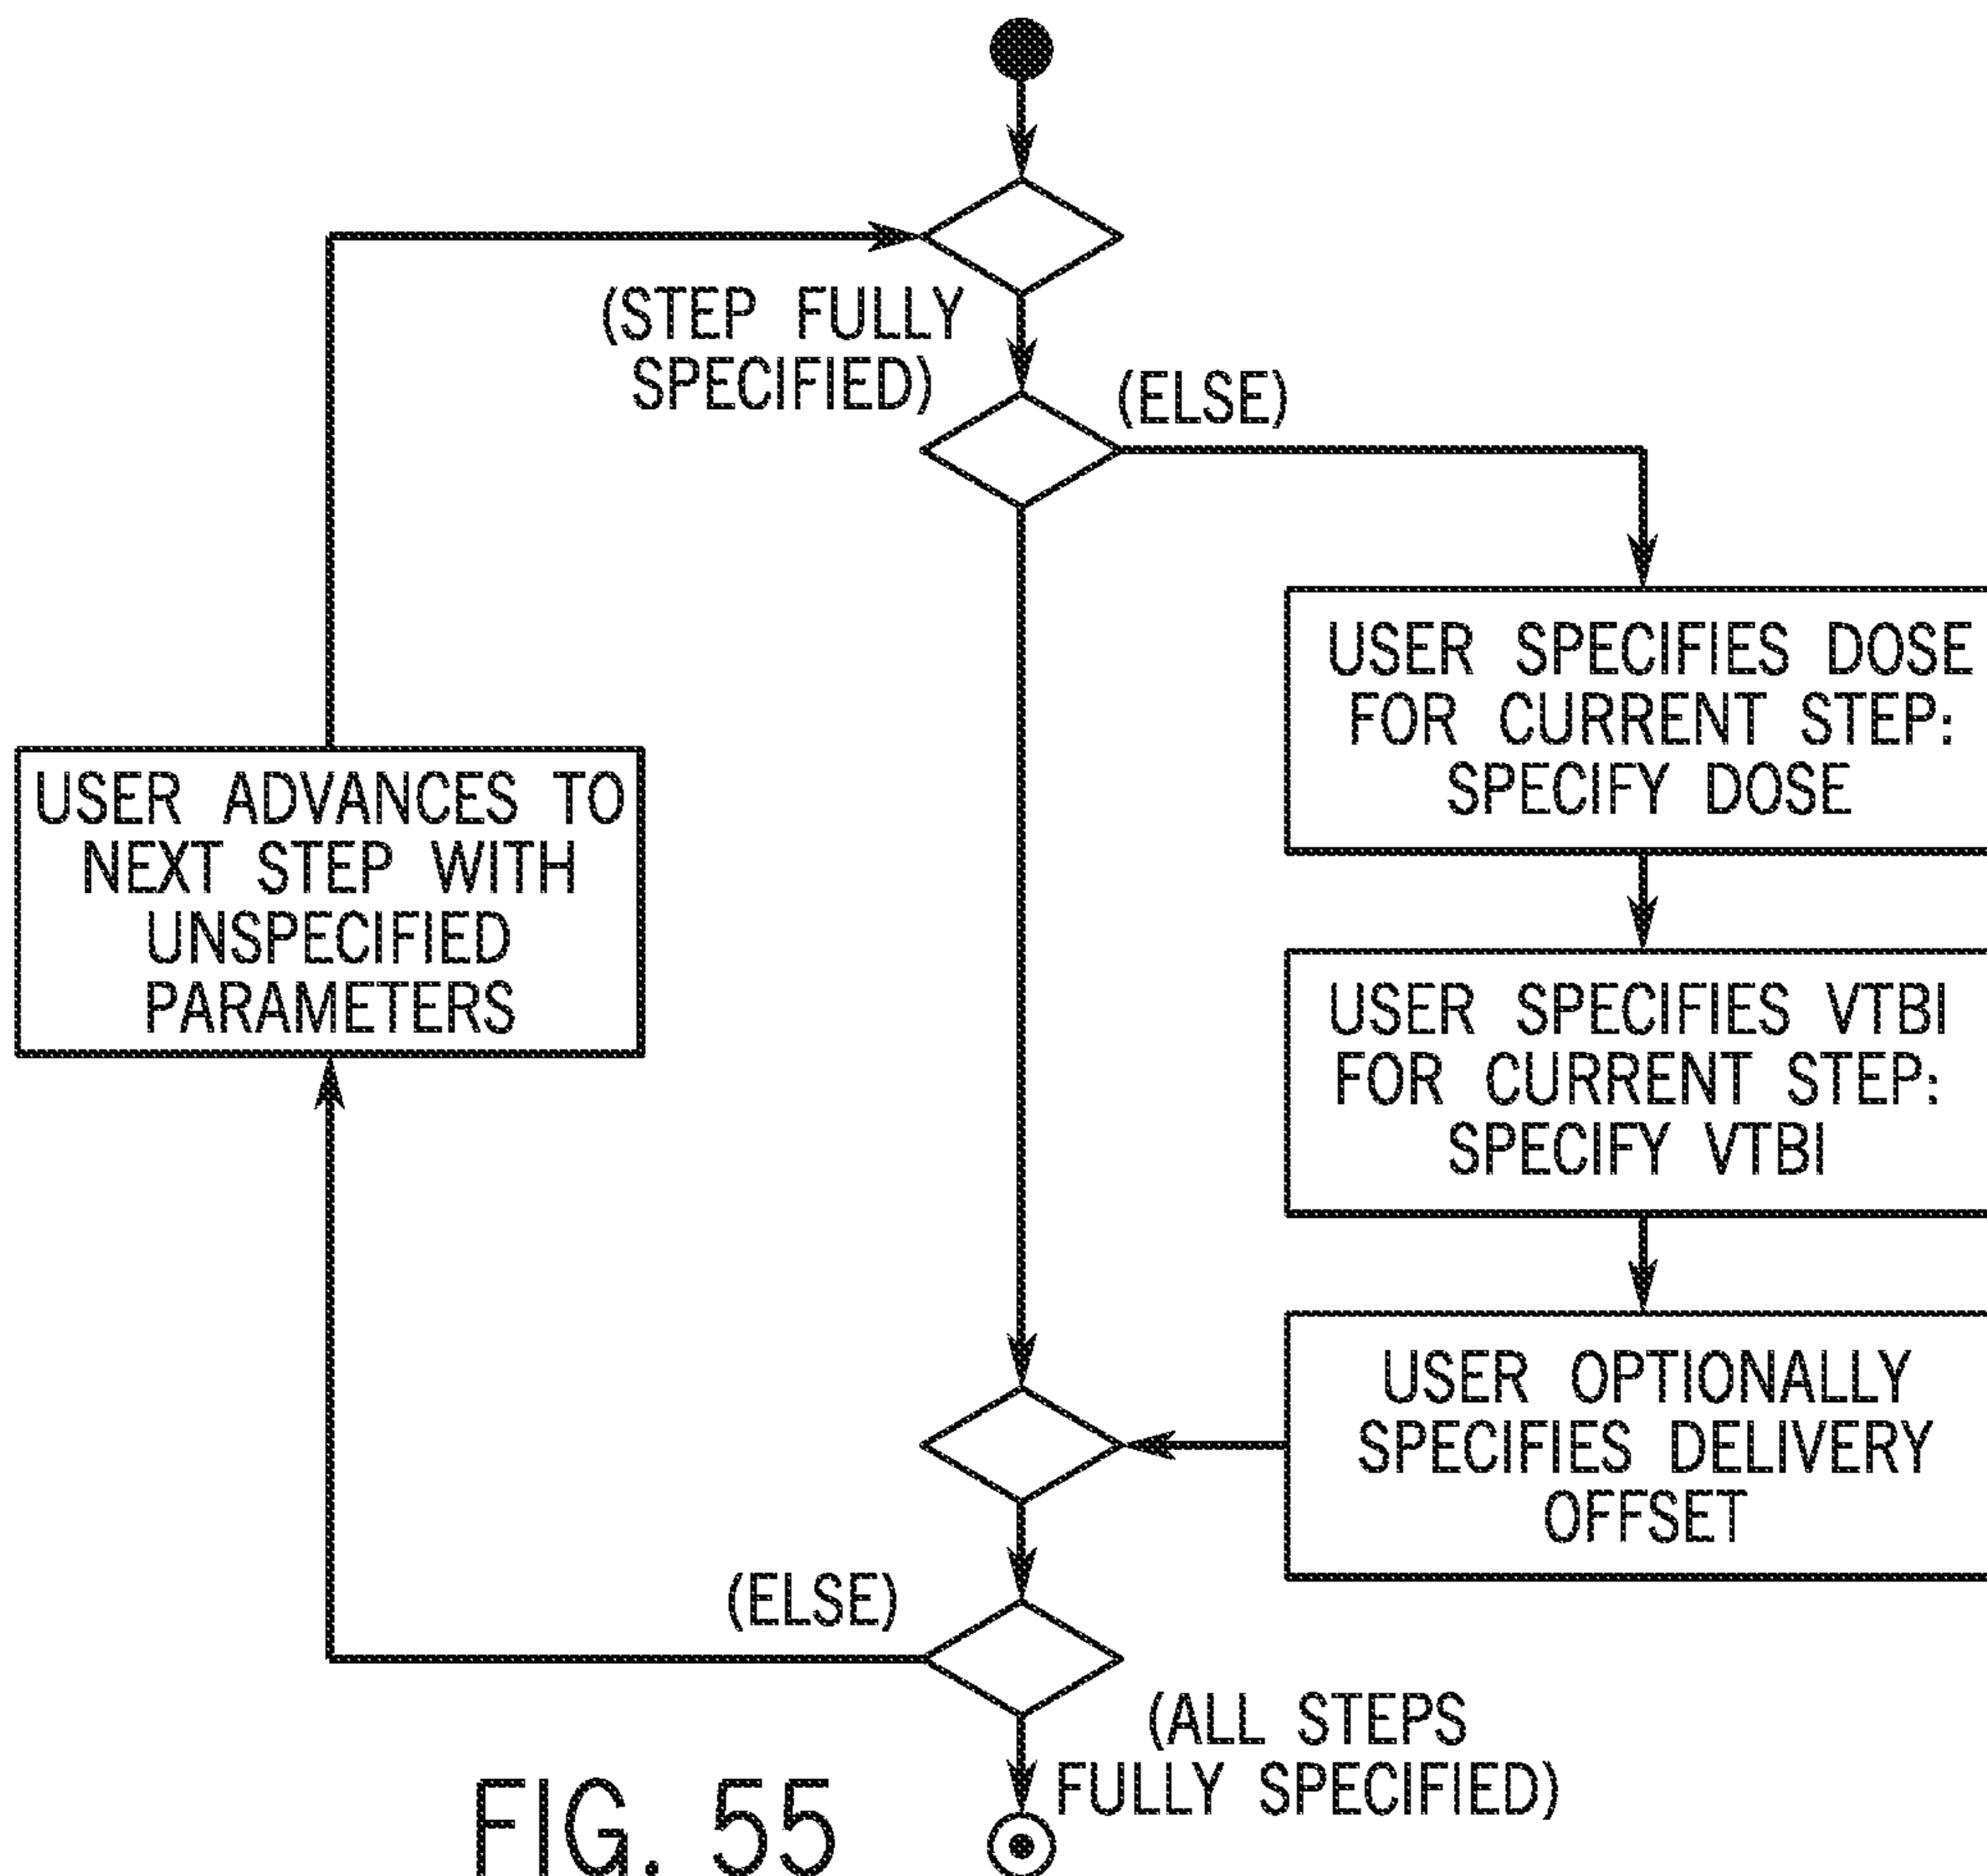 (STEP FULLY
SPECIFIED)
(ELSE)
USER SPECIFIES DOSE
FOR CURRENT STEP:
SPECIFY DOSE
USER ADVANCES TO
NEXT STEP WITH
UNSPECIFIED
PARAMETERS
USER SPECIFIES VTBI
FOR CURRENT STEP:
SPECIFY VTBI
USER OPTIONALLY
SPECIFIES DELIVERY
OFFSET
(ELSE)
(ALL STEPS
FULLY SPECIFIED)
FIG. 55